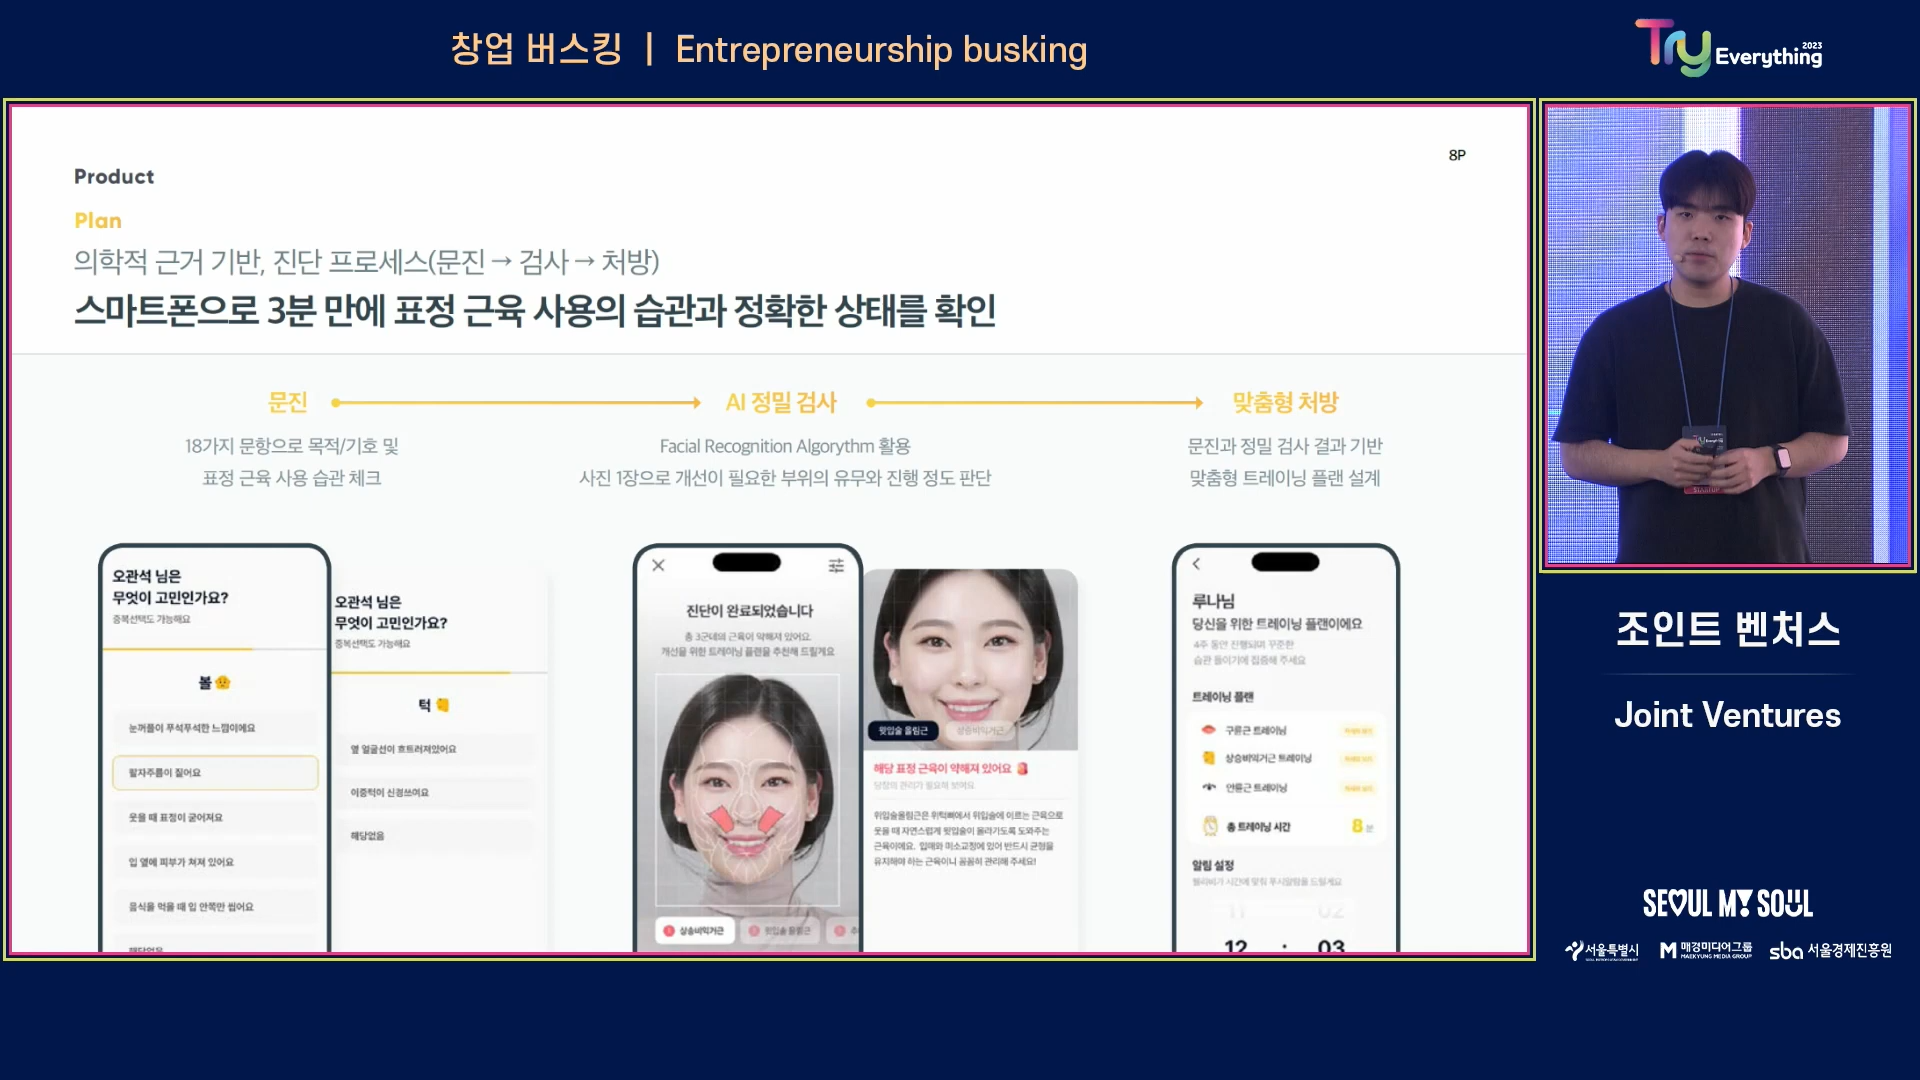 창업 버스킹 | Entrepreneurship busking
Try Everything 2023
8P
Product
Plan
의학적 근거 기반, 진단 프로세스(문진 → 검사 → 처방)
스마트폰으로 3분 만에 표정 근육 사용의 습관과 정확한 상태를 확인
문진
18가지 문항으로 목적/기호 및
표정 근육 사용 습관 체크
AI 정밀 검사
Facial Recognition Algorythm 활용
사진 1장으로 개선이 필요한 부위의 유무와 진행 정도 판단
맞춤형 처방
문진과 정밀 검사 결과 기반
맞춤형 트레이닝 플랜 설계
오관석 님은
무엇이 고민인가요?
중복선택도 가능해요
볼
눈꺼풀이 푸석푸석한 느낌이에요
팔자주름이 짙어요
웃을 때 표정이 굳어져요
입 옆에 피부가 쳐져 있어요
음식을 먹을 때 입 안쪽만 씹어요
해당없음
오관석 님은
무엇이 고민인가요?
중복선택도 가능해요
턱
옆 얼굴선이 흐트러져있어요
이중턱이 신경쓰여요
해당없음
진단이 완료되었습니다
총 3군데의 근육이 약해져 있어요.
개선을 위한 트레이닝 플랜을 추천해 드릴게요
상승비익거근
윗입술 올림근
윗입술 올림근
상승비익거근
해당 표정 근육이 약해져 있어요
당장의 관리가 필요해 보여요
위입술올림근은 위턱뼈에서 위입술에 이르는 근육으로
웃을 때 자연스럽게 윗입술이 올라가도록 도와주는
근육이에요. 입매와 미소교정에 있어 반드시 균형을
유지해야 하는 근육이니 꼼꼼히 관리해 주세요!
루나님
당신을 위한 트레이닝 플랜이에요
4주 동안 진행되며 꾸준한
습관 들이기에 집중해 주세요
트레이닝 플랜
구륜근 트레이닝
상승비익거근 트레이닝
안륜근 트레이닝
총 트레이닝 시간
8 분
알림 설정
11 02
12 : 03
조인트 벤처스
Joint Ventures
SEOUL MY SOUL
서울특별시
매경미디어그룹
MAEKYUNG MEDIA GROUP
sba 서울경제진흥원